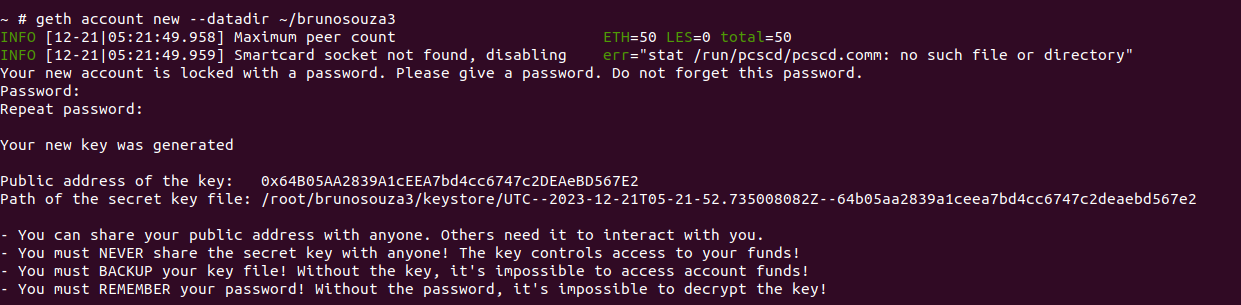 ~ # geth account new --datadir ~/brunosouza3
INFO [12-21|05:21:49.958] Maximum peer count                       ETH=50 LES=0 total=50
INFO [12-21|05:21:49.959] Smartcard socket not found, disabling    err="stat /run/pcscd/pcscd.comm: no such file or directory"
Your new account is locked with a password. Please give a password. Do not forget this password.
Password:
Repeat password:

Your new key was generated

Public address of the key:   0x64B05AA2839A1cEEA7bd4cc6747c2DEAeBD567E2
Path of the secret key file: /root/brunosouza3/keystore/UTC--2023-12-21T05-21-52.735008082Z--64b05aa2839a1ceea7bd4cc6747c2deaebd567e2

- You can share your public address with anyone. Others need it to interact with you.
- You must NEVER share the secret key with anyone! The key controls access to your funds!
- You must BACKUP your key file! Without the key, it's impossible to access account funds!
- You must REMEMBER your password! Without the password, it's impossible to decrypt the key!